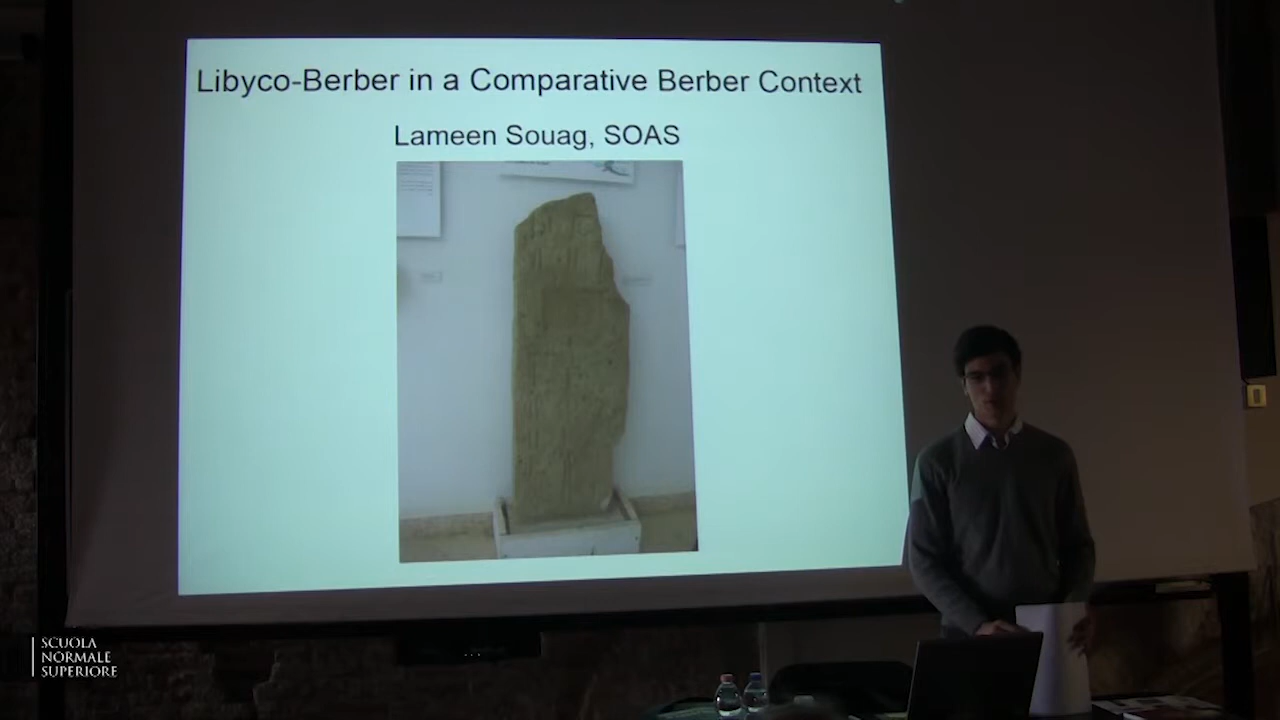 Libyco-Berber in a Comparative Berber Context
Lameen Souag, SOAS
SCUOLA
NORMALE
SUPERIORE